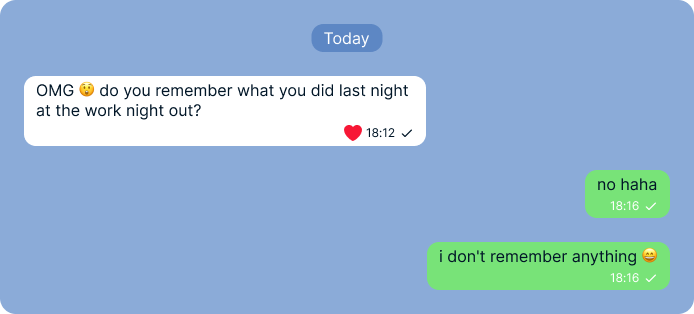 Today
OMG 😲 do you remember what you did last night
at the work night out?
❤️ 18:12 ✓
no haha
18:16 ✓
i don't remember anything 😄
18:16 ✓